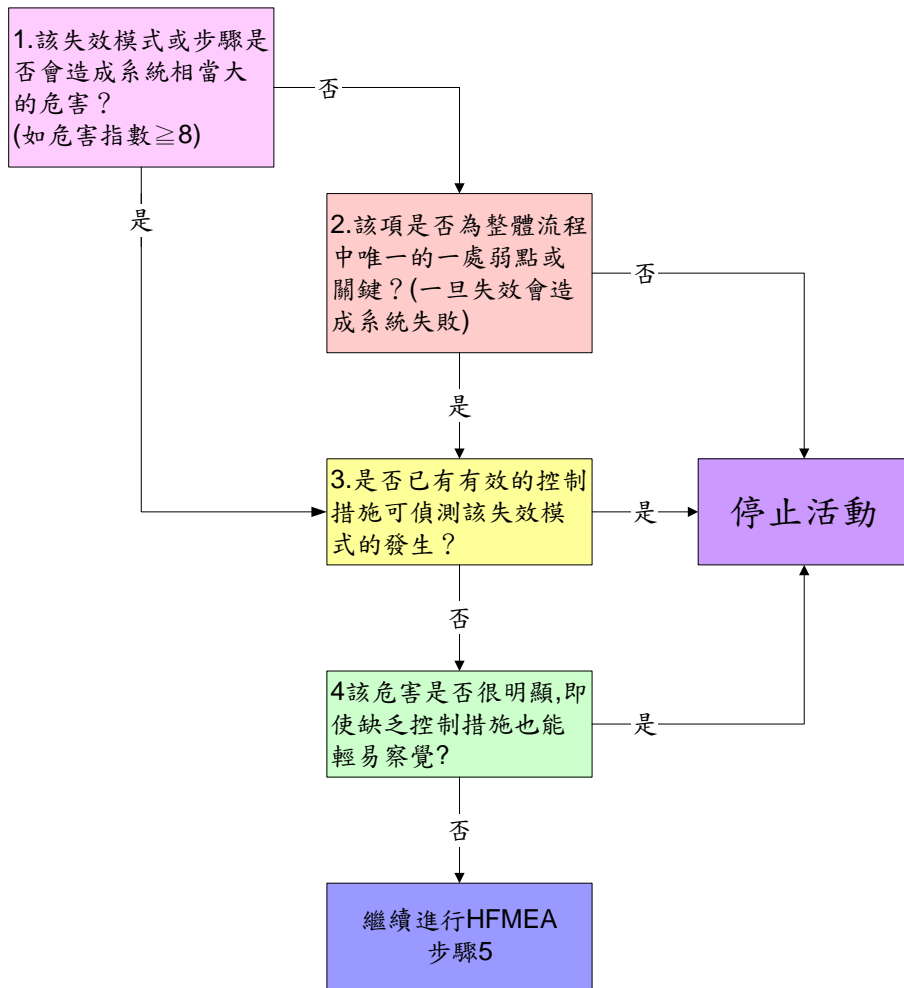 1.該失效模式或步驟是
否會造成系統相當大
的危害？
(如危害指數≧8)
否
是
2.該項是否為整體流程
中唯一的一處弱點或
關鍵？(一旦失效會造
成系統失敗)
否
是
3.是否已有有效的控制
措施可偵測該失效模
式的發生？
是
停止活動
否
4該危害是否很明顯,即
使缺乏控制措施也能
輕易察覺?
是
否
繼續進行HFMEA
步驟5